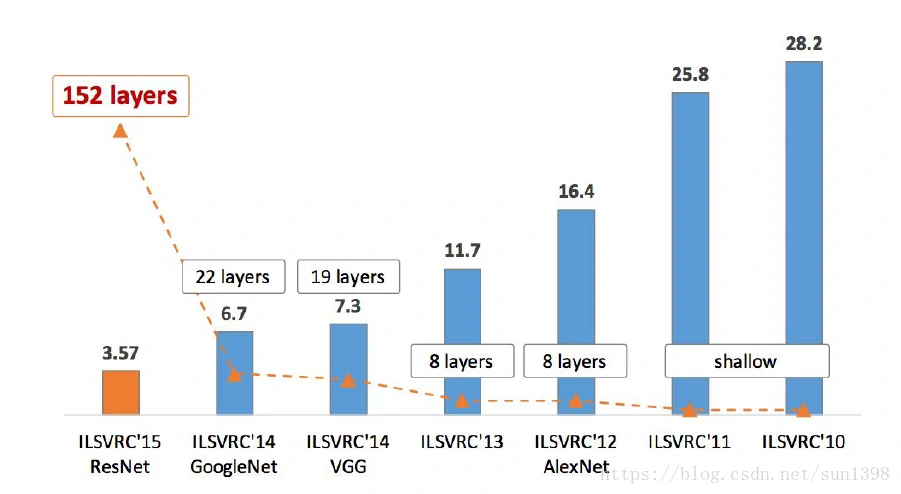 28.2
25.8
152 layers
16.4
11.7
22 layers
19 layers
6.7
7.3
3.57
8 layers
8 layers
shallow
ILSVRC'15
ResNet
ILSVRC'14
GoogleNet
ILSVRC'14
VGG
ILSVRC'13
ILSVRC'12
AlexNet
ILSVRC'11
ILSVRC'10
https://blog.csdn.net/sun1398